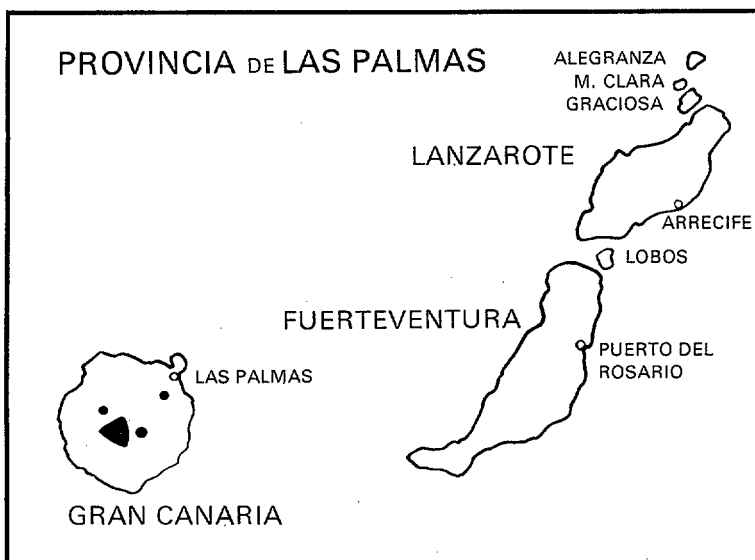 PROVINCIA DE LAS PALMAS
ALEGRANZA
M. CLARA
GRACIOSA
LANZAROTE
ARRECIFE
LOBOS
FUERTEVENTURA
PUERTO DEL
ROSARIO
LAS PALMAS
GRAN CANARIA